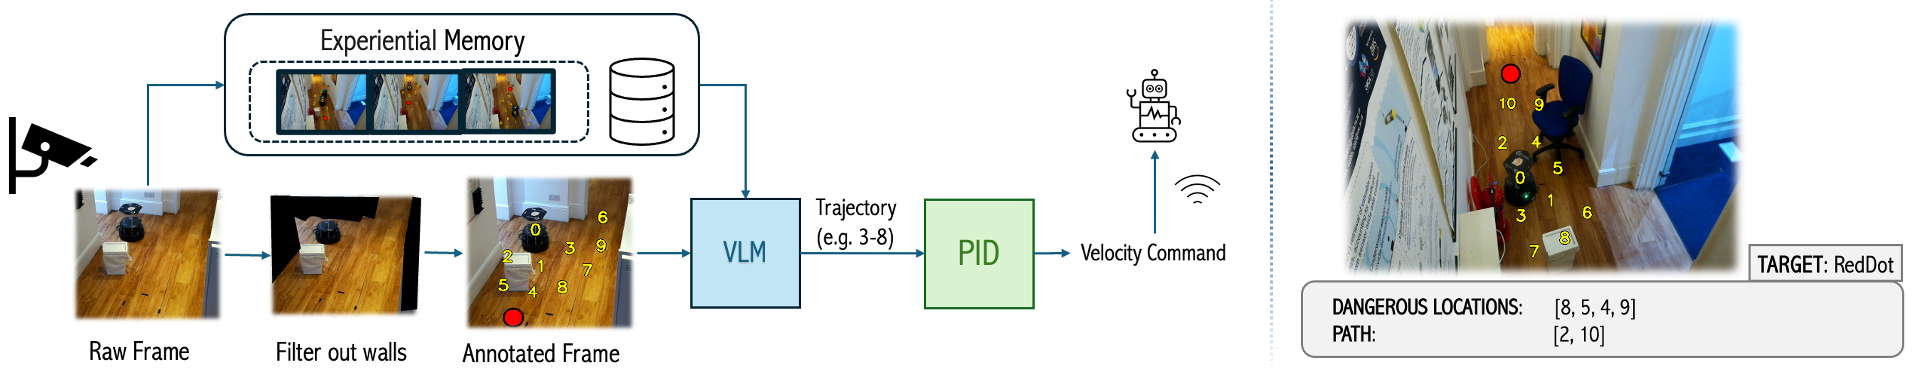 Experiential Memory
Raw Frame
Filter out walls
Annotated Frame
0
1
2
3
4
5
6
7
8
9
VLM
Trajectory
(e.g. 3-8)
PID
Velocity Command
10
9
2
4
5
0
1
3
6
8
7
TARGET: RedDot
DANGEROUS LOCATIONS: [8, 5, 4, 9]
PATH: [2, 10]